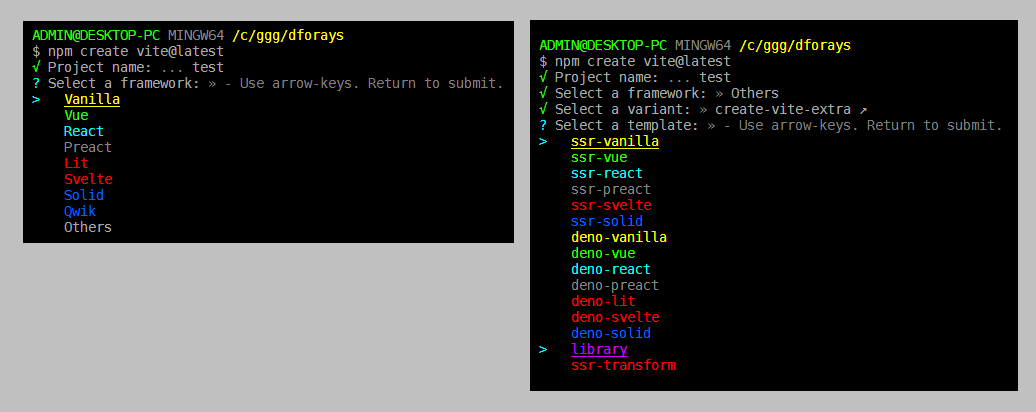 ADMIN@DESKTOP-PC MINGW64 /c/ggg/dforays
$ npm create vite@latest
√ Project name: ... test
? Select a framework: » - Use arrow-keys. Return to submit.
> Vanilla
Vue
React
Preact
Lit
Svelte
Solid
Qwik
Others
ADMIN@DESKTOP-PC MINGW64 /c/ggg/dforays
$ npm create vite@latest
√ Project name: ... test
√ Select a framework: » Others
√ Select a variant: » create-vite-extra ↗
? Select a template: » - Use arrow-keys. Return to submit.
> ssr-vanilla
ssr-vue
ssr-react
ssr-preact
ssr-svelte
ssr-solid
deno-vanilla
deno-vue
deno-react
deno-preact
deno-lit
deno-svelte
deno-solid
> library
ssr-transform